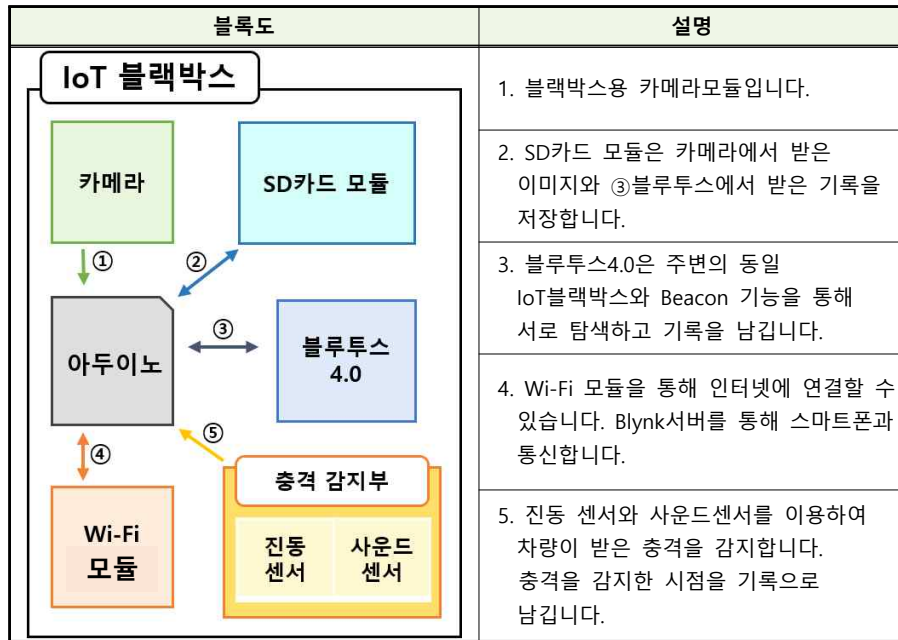 블록도
설명
IoT 블랙박스
카메라
SD카드 모듈
①
②
아두이노
③
블루투스
4.0
④
⑤
충격 감지부
Wi-Fi
모듈
진동
센서
사운드
센서
1. 블랙박스용 카메라모듈입니다.
2. SD카드 모듈은 카메라에서 받은
이미지와 ③블루투스에서 받은 기록을
저장합니다.
3. 블루투스4.0은 주변의 동일
IoT블랙박스와 Beacon 기능을 통해
서로 탐색하고 기록을 남깁니다.
4. Wi-Fi 모듈을 통해 인터넷에 연결할 수
있습니다. Blynk서버를 통해 스마트폰과
통신합니다.
5. 진동 센서와 사운드센서를 이용하여
차량이 받은 충격을 감지합니다.
충격을 감지한 시점을 기록으로
남깁니다.